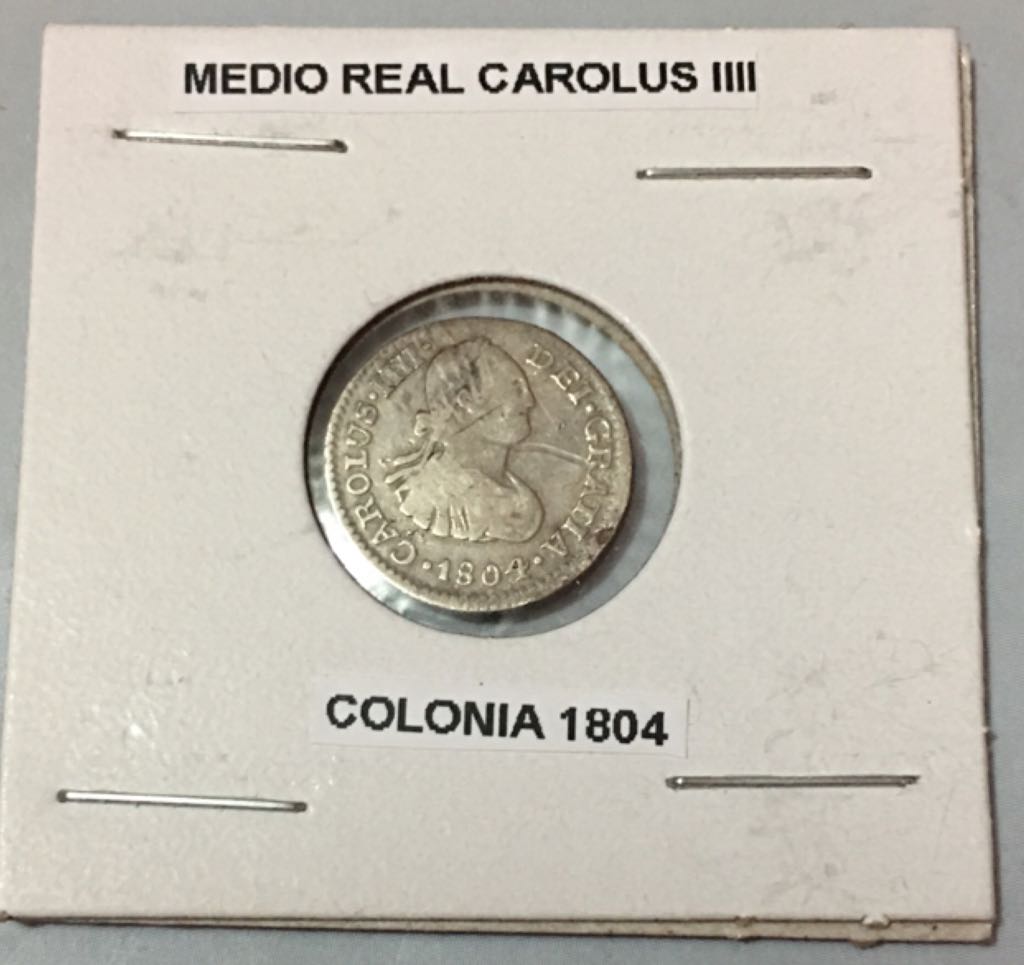 MEDIO REAL CAROLUS IIII
CAROLUS·IIII· DEI·GRATIA·
·1804·
COLONIA 1804